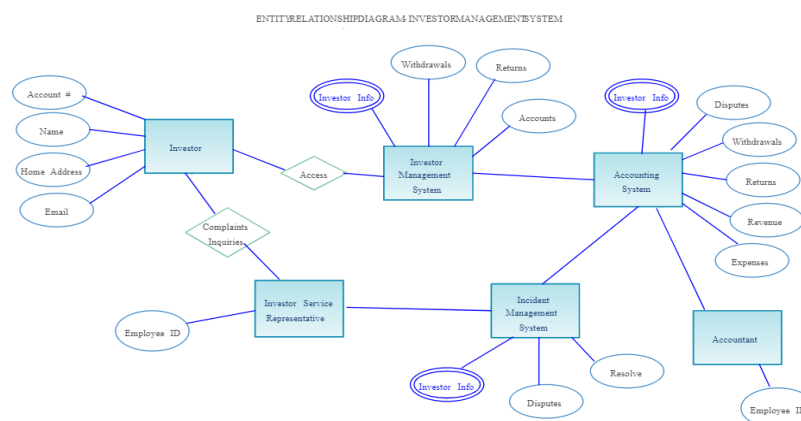 ENTITYRELATIONSHIPDIAGRAM: INVESTORMANAGEMENTSYSTEM
Withdrawals
Returns
Investor Info
Investor Info
Account #
Disputes
Accounts
Name
Withdrawals
Investor
Investor
Management
System
Accounting
System
Home Address
Access
Returns
Email
Revenue
Complaints
Inquiries
Expenses
Investor Service
Representative
Incident
Management
System
Employee ID
Accountant
Resolve
Investor Info
Disputes
Employee ID